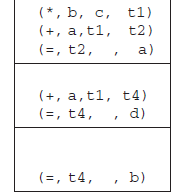 (*, b, c, t1)
(+, a,t1, t2)
(=, t2, , a)
(+, a,t1, t4)
(=, t4, , d)
(=, t4, , b)